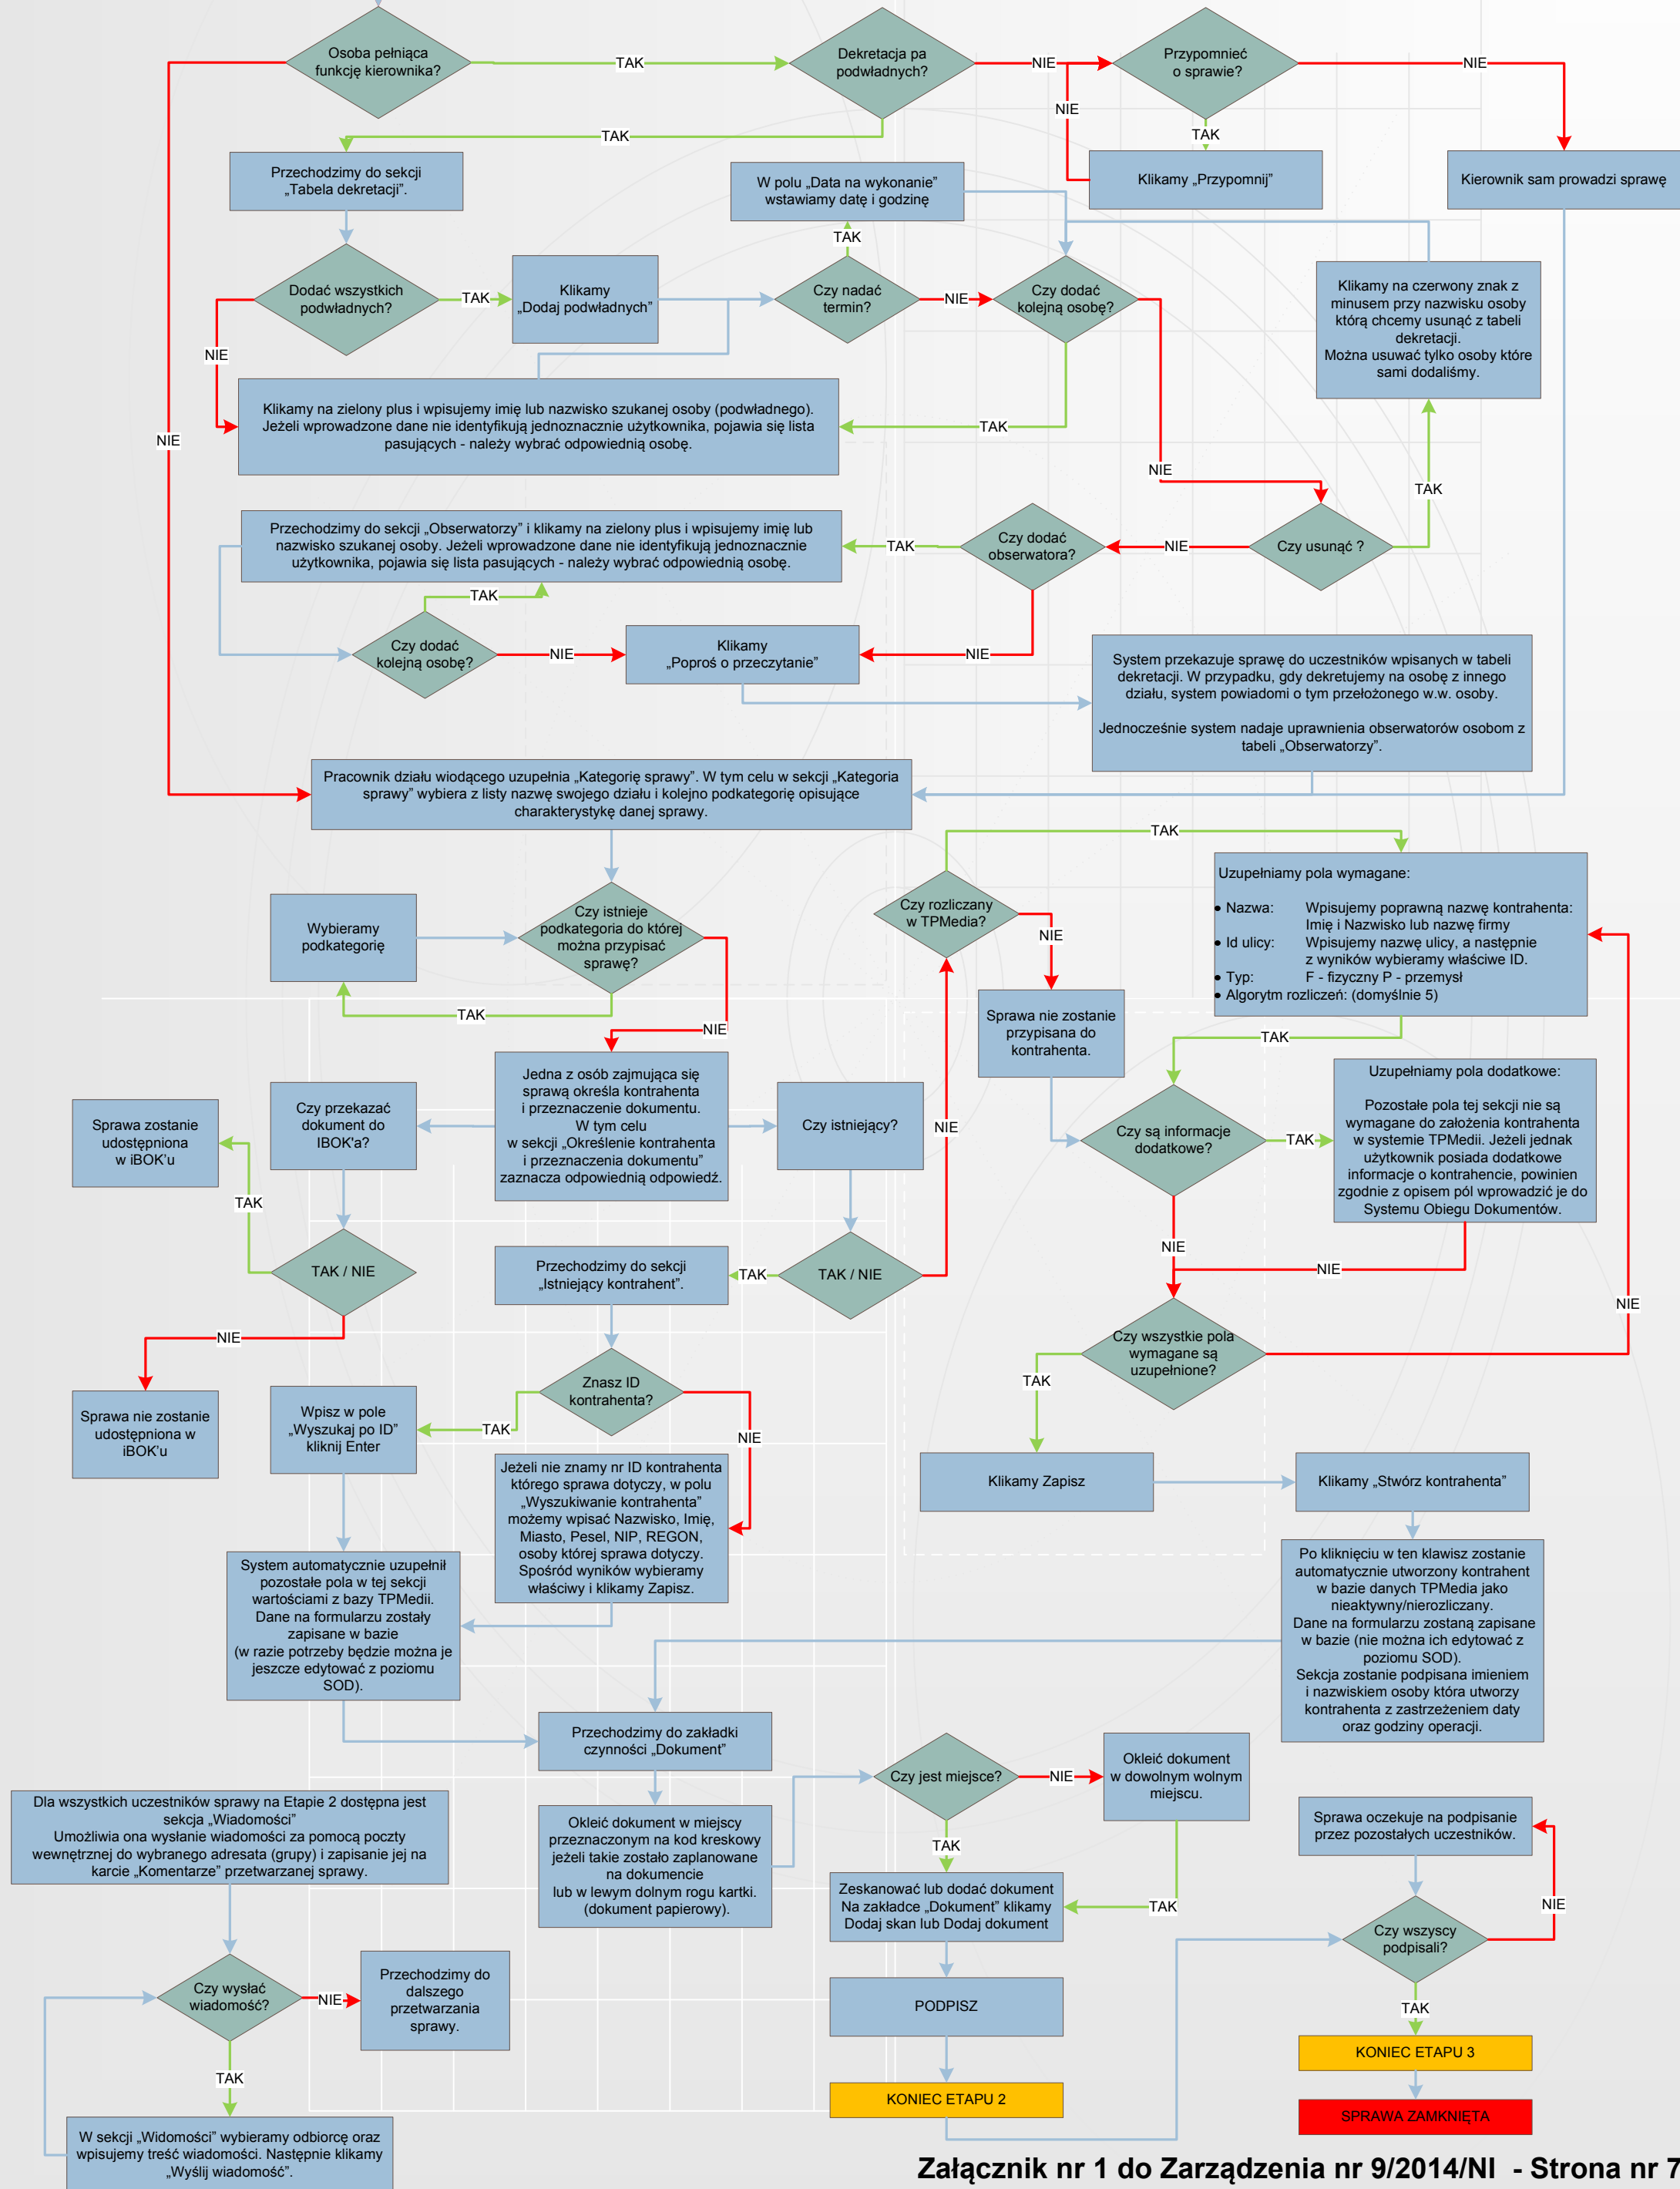 Osoba pełniąca
funkcję kierownika?
TAK
Dekretacja pa
podwładnych?
NIE
Przypomnieć
o sprawie?
NIE
NIE
TAK
TAK
Przechodzimy do sekcji
„Tabela dekretacji”.
W polu „Data na wykonanie”
wstawiamy datę i godzinę
Klikamy „Przypomnij”
Kierownik sam prowadzi sprawę
TAK
Dodać wszystkich
podwładnych?
TAK
Klikamy
„Dodaj podwładnych”
Czy nadać
termin?
NIE
Czy dodać
kolejną osobę?
Klikamy na czerwony znak z
minusem przy nazwisku osoby
którą chcemy usunąć z tabeli
dekretacji.
Można usuwać tylko osoby które
sami dodaliśmy.
NIE
Klikamy na zielony plus i wpisujemy imię lub nazwisko szukanej osoby (podwładnego).
Jeżeli wprowadzone dane nie identyfikują jednoznacznie użytkownika, pojawia się lista
pasujących - należy wybrać odpowiednią osobę.
TAK
NIE
NIE
TAK
Przechodzimy do sekcji „Obserwatorzy” i klikamy na zielony plus i wpisujemy imię lub
nazwisko szukanej osoby. Jeżeli wprowadzone dane nie identyfikują jednoznacznie
użytkownika, pojawia się lista pasujących - należy wybrać odpowiednią osobę.
TAK
Czy dodać
obserwatora?
NIE
Czy usunąć ?
TAK
Czy dodać
kolejną osobę?
NIE
Klikamy
„Poproś o przeczytanie”
NIE
System przekazuje sprawę do uczestników wpisanych w tabeli
dekretacji. W przypadku, gdy dekretujemy na osobę z innego
działu, system powiadomi o tym przełożonego w.w. osoby.
Jednocześnie system nadaje uprawnienia obserwatorów osobom z
tabeli „Obserwatorzy”.
Pracownik działu wiodącego uzupełnia „Kategorię sprawy”. W tym celu w sekcji „Kategoria
sprawy” wybiera z listy nazwę swojego działu i kolejno podkategorię opisujące
charakterystykę danej sprawy.
TAK
Wybieramy
podkategorię
Czy istnieje
podkategoria do której
można przypisać
sprawę?
TAK
NIE
Czy rozliczany
w TPMedia?
NIE
Uzupełniamy pola wymagane:
● Nazwa: Wpisujemy poprawną nazwę kontrahenta:
Imię i Nazwisko lub nazwę firmy
● Id ulicy: Wpisujemy nazwę ulicy, a następnie
z wyników wybieramy właściwe ID.
● Typ: F - fizyczny P - przemysł
● Algorytm rozliczeń: (domyślnie 5)
Sprawa nie zostanie
przypisana do
kontrahenta.
TAK
Sprawa zostanie
udostępniona
w iBOK’u
Czy przekazać
dokument do
IBOK'a?
Jedna z osób zajmująca się
sprawą określa kontrahenta
i przeznaczenie dokumentu.
W tym celu
w sekcji „Określenie kontrahenta
i przeznaczenia dokumentu”
zaznacza odpowiednią odpowiedź.
Czy istniejący?
NIE
Czy są informacje
dodatkowe?
TAK
Uzupełniamy pola dodatkowe:
Pozostałe pola tej sekcji nie są
wymagane do założenia kontrahenta
w systemie TPMedii. Jeżeli jednak
użytkownik posiada dodatkowe
informacje o kontrahencie, powinien
zgodnie z opisem pól wprowadzić je do
Systemu Obiegu Dokumentów.
TAK
TAK / NIE
Przechodzimy do sekcji
„Istniejący kontrahent”.
TAK
TAK / NIE
NIE
NIE
NIE
NIE
Czy wszystkie pola
wymagane są
uzupełnione?
TAK
Sprawa nie zostanie
udostępniona w
iBOK’u
Wpisz w pole
„Wyszukaj po ID”
kliknij Enter
TAK
Znasz ID
kontrahenta?
NIE
Jeżeli nie znamy nr ID kontrahenta
którego sprawa dotyczy, w polu
„Wyszukiwanie kontrahenta”
możemy wpisać Nazwisko, Imię,
Miasto, Pesel, NIP, REGON,
osoby której sprawa dotyczy.
Spośród wyników wybieramy
właściwy i klikamy Zapisz.
Klikamy Zapisz
Klikamy „Stwórz kontrahenta”
System automatycznie uzupełnił
pozostałe pola w tej sekcji
wartościami z bazy TPMedii.
Dane na formularzu zostały
zapisane w bazie
(w razie potrzeby będzie można je
jeszcze edytować z poziomu
SOD).
Po kliknięciu w ten klawisz zostanie
automatycznie utworzony kontrahent
w bazie danych TPMedia jako
nieaktywny/nierozliczany.
Dane na formularzu zostaną zapisane
w bazie (nie można ich edytować z
poziomu SOD).
Sekcja zostanie podpisana imieniem
i nazwiskiem osoby która utworzy
kontrahenta z zastrzeżeniem daty
oraz godziny operacji.
Przechodzimy do zakładki
czynności „Dokument”
Czy jest miejsce?
NIE
Okleić dokument
w dowolnym wolnym
miejscu.
Dla wszystkich uczestników sprawy na Etapie 2 dostępna jest
sekcja „Wiadomości”
Umożliwia ona wysłanie wiadomości za pomocą poczty
wewnętrznej do wybranego adresata (grupy) i zapisanie jej na
karcie „Komentarze” przetwarzanej sprawy.
Okleić dokument w miejscy
przeznaczonym na kod kreskowy
jeżeli takie zostało zaplanowane
na dokumencie
lub w lewym dolnym rogu kartki.
(dokument papierowy).
TAK
Zeskanować lub dodać dokument
Na zakładce „Dokument” klikamy
Dodaj skan lub Dodaj dokument
TAK
Sprawa oczekuje na podpisanie
przez pozostałych uczestników.
NIE
Czy wszyscy
podpisali?
Czy wysłać
wiadomość?
NIE
Przechodzimy do
dalszego
przetwarzania
sprawy.
PODPISZ
TAK
TAK
KONIEC ETAPU 3
KONIEC ETAPU 2
SPRAWA ZAMKNIĘTA
W sekcji „Widomości” wybieramy odbiorcę oraz
wpisujemy treść wiadomości. Następnie klikamy
„Wyślij wiadomość”.
Załącznik nr 1 do Zarządzenia nr 9/2014/NI - Strona nr 7